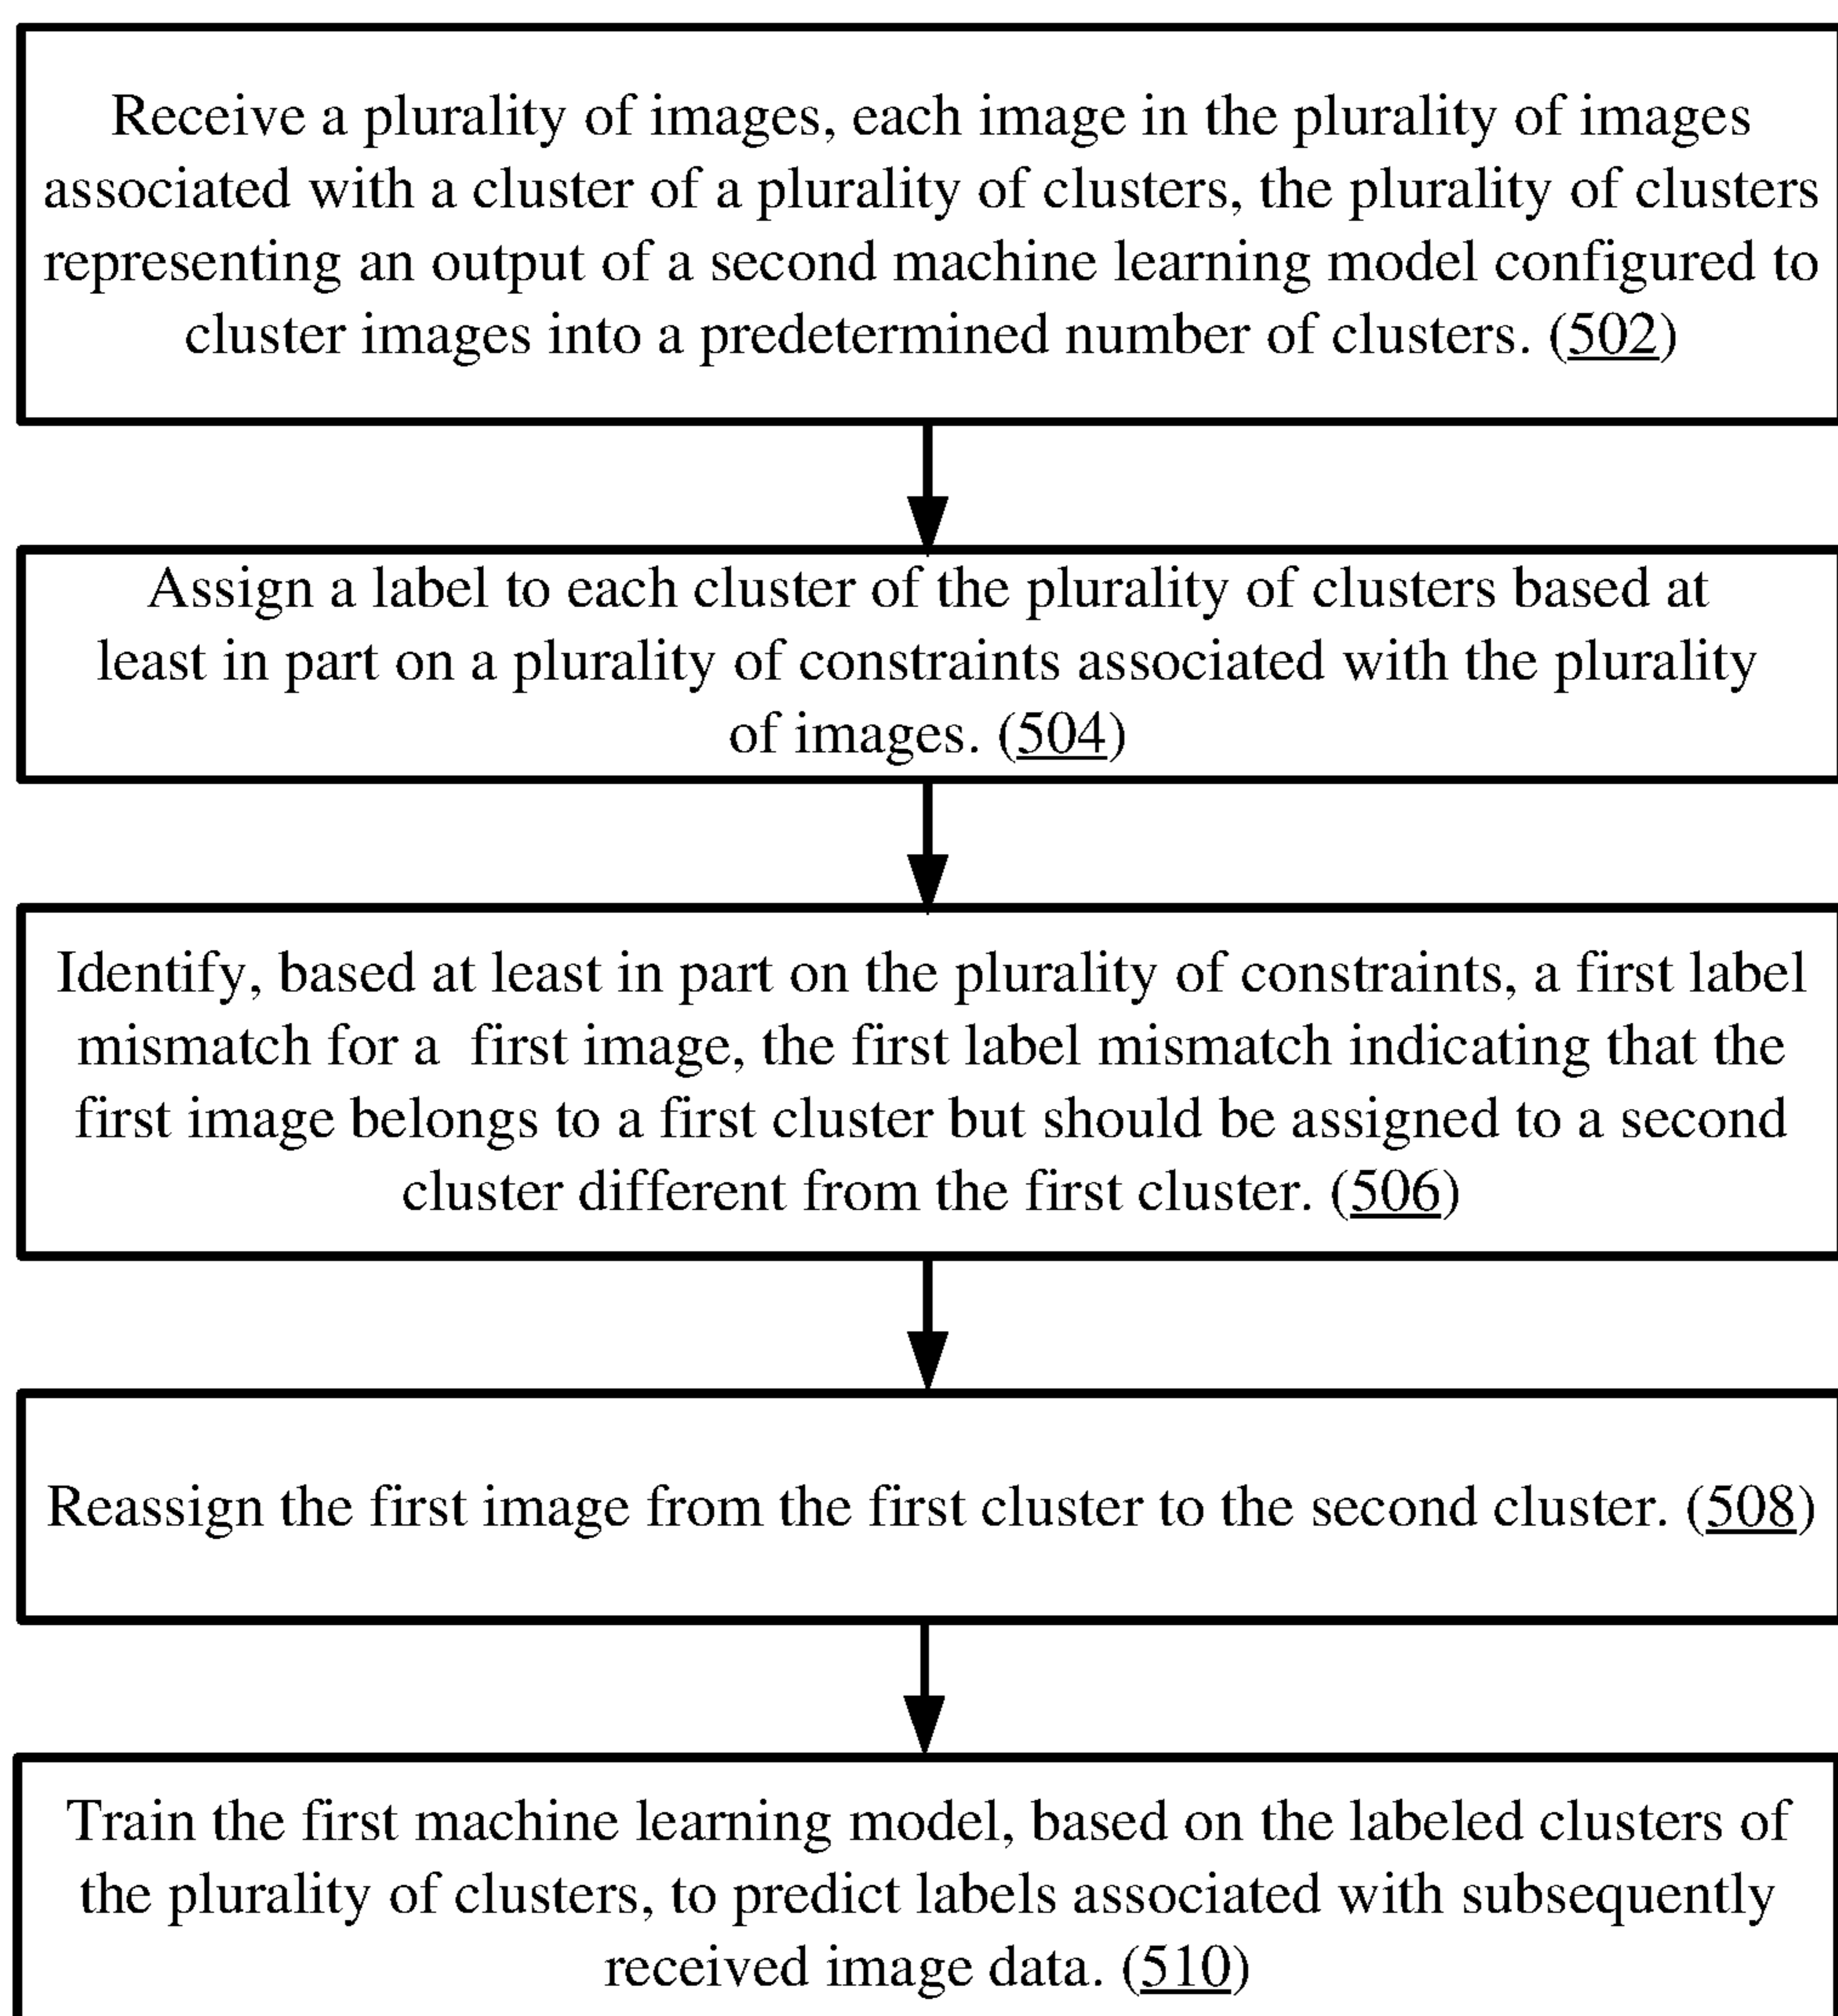 Receive a plurality of images, each image in the plurality of images
associated with a cluster of a plurality of clusters, the plurality of clusters
representing an output of a second machine learning model configured to
cluster images into a predetermined number of clusters. (502)
Assign a label to each cluster of the plurality of clusters based at
least in part on a plurality of constraints associated with the plurality
of images. (504)
Identify, based at least in part on the plurality of constraints, a first label
mismatch for a first image, the first label mismatch indicating that the
first image belongs to a first cluster but should be assigned to a second
cluster different from the first cluster. (506)
Reassign the first image from the first cluster to the second cluster. (508)
Train the first machine learning model, based on the labeled clusters of
the plurality of clusters, to predict labels associated with subsequently
received image data. (510)